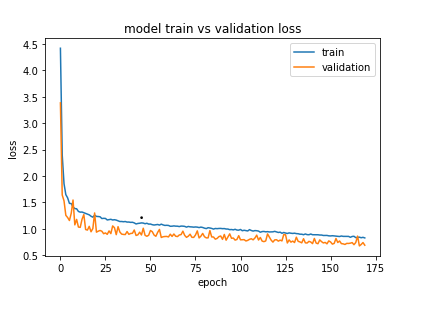 model train vs validation loss
4.5
4.0
3.5
3.0
2.5
2.0
1.5
1.0
0.5
loss
train
validation
0 25 50 75 100 125 150 175
epoch